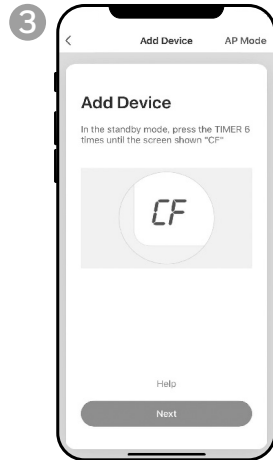 3
Add Device
AP Mode
Add Device
In the standby mode, press the TIMER 6
times until the screen shown "CF"
CF
Help
Next